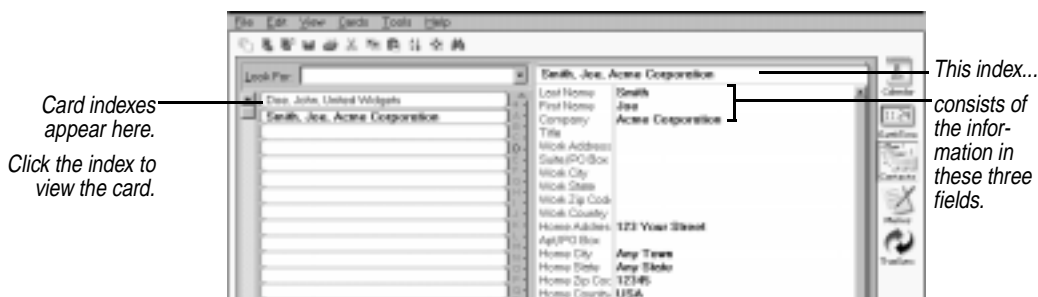 File Edit View Cards Tools Help
Look For:
Smith, Joe, Acme Corporation
This index...
Card indexes
appear here.
Click the index to
view the card.
Doe, John, United Widgets
Smith, Joe, Acme Corporation
Last Name Smith
First Name Joe
Company Acme Corporation
Title
Work Address
Suite/PO Box
Work City
Work State
Work Zip Code
Work Country
Home Addres 123 Your Street
Apt/PO Box
Home City Any Town
Home State Any State
Home Zip Coc 12345
Home Country USA
consists of
the infor-
mation in
these three
fields.
Calendar
Contacts